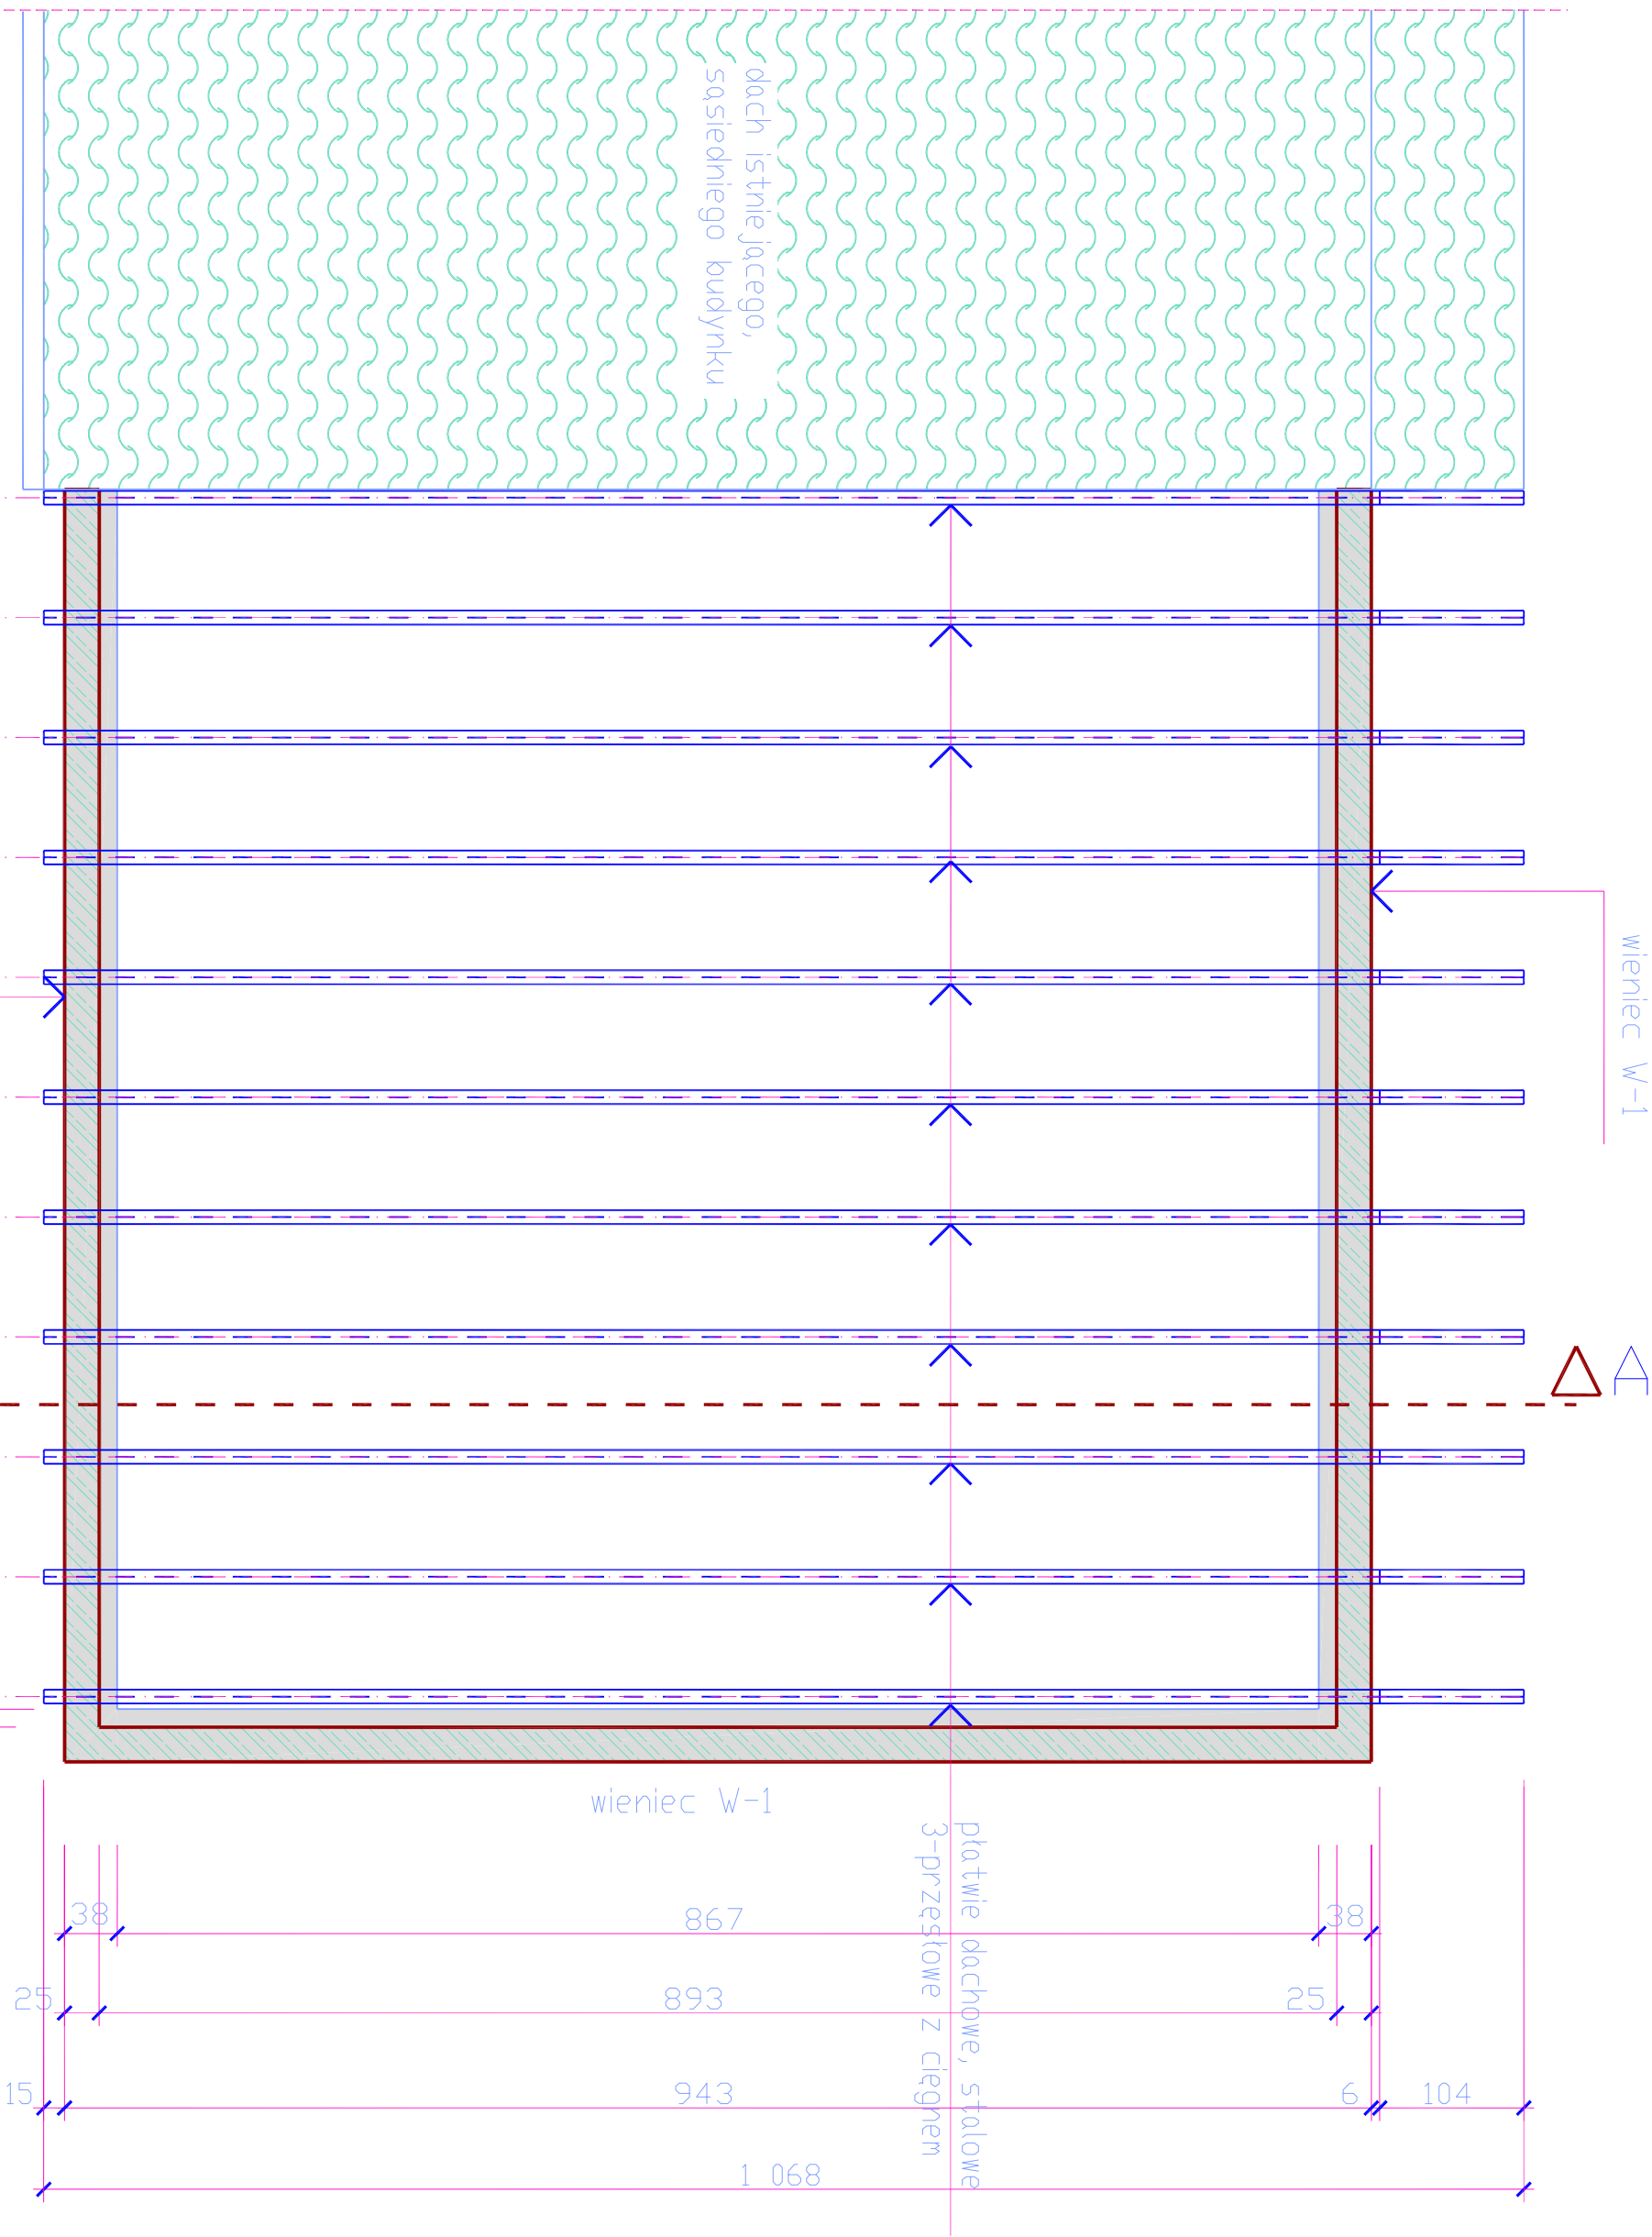 dach istniejącego,
sąsiedniego budynku
wieniec W-1
A
wieniec W-1
płatwie dachowe, stalowe
3-przęsłowe z cięgnem
38
867
38
25
893
25
15
943
6
104
1 068